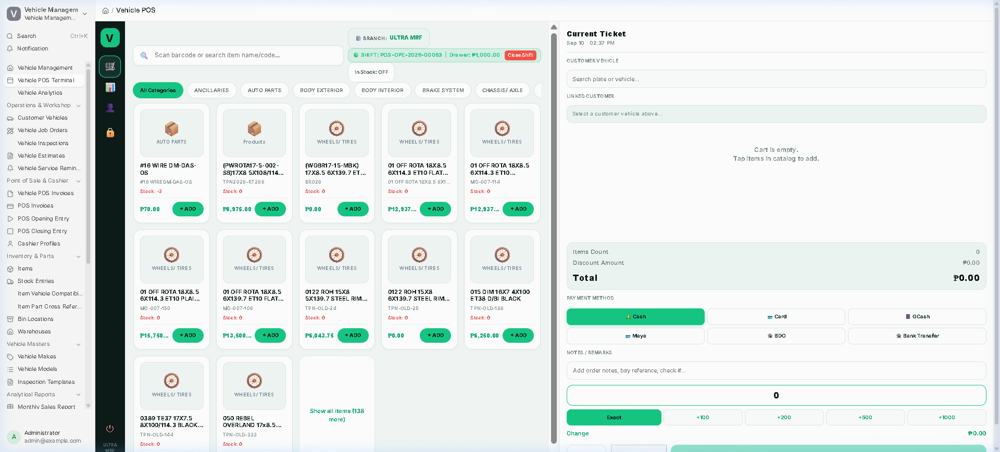 V
Vehicle Managem
Vehicle Managem...
Search
Ctrl+K
Notification
Vehicle Management
Vehicle POS Terminal
Vehicle Analytics
Operations & Workshop
Customer Vehicles
Vehicle Job Orders
Vehicle Inspections
Vehicle Estimates
Vehicle Service Remin...
Point of Sale & Cashier
Vehicle POS Invoices
POS Invoices
POS Opening Entry
POS Closing Entry
Cashier Profiles
Inventory & Parts
Items
Stock Entries
Item Vehicle Compatibi...
Item Part Cross Refer...
Bin Locations
Warehouses
Vehicle Masters
Vehicle Makes
Vehicle Models
Inspection Templates
Analytical Reports
Monthly Sales Report
A
Administrator
admin@example.com
/ Vehicle POS
V
ULTRA
MRF
Scan barcode or search item name/code...
BRANCH: ULTRA MRF
SHIFT: POS-OPE-2026-00063 | Drawer: ₱1,000.00
Close Shift
In Stock: OFF
All Categories
ANCILLARIES
AUTO PARTS
BODY EXTERIOR
BODY INTERIOR
BRAKE SYSTEM
CHASSIS/ AXLE
AUTO PARTS
#16 WIRE DM-DAS-
OS
#16 WIRE DM-DAS-OS
Stock: -2
₱70.00
+ ADD
Products
(PWROTA17-5-002-
SB)17X8 5X108/114...
TPN2026-RT266
Stock: 0
₱8,975.00
+ ADD
WHEELS/ TIRES
(WGBR17-15-MBK)
17X8.5 6X139.7 ET...
BR026
Stock: 0
₱0.00
+ ADD
WHEELS/ TIRES
01 OFF ROTA 18X8.5
6X114.3 ET10 FLAT...
01 OFF ROTA 18X8.5 6X1...
Stock: 0
₱12,937...
+ ADD
WHEELS/ TIRES
01 OFF ROTA 18X8.5
6X114.3 ET10...
MG-007-114
Stock: 0
₱12,937...
+ ADD
WHEELS/ TIRES
01 OFF ROTA 18X8.5
6X114.3 ET10 PLAI...
MG-007-150
Stock: 0
₱15,750...
+ ADD
WHEELS/ TIRES
01 OFF ROTA 18X8.5
6X139.7 ET10 FLAT...
MG-007-106
Stock: 0
₱13,500...
+ ADD
WHEELS/ TIRES
0122 ROH 15X8
5X139.7 STEEL RIM...
TPN-OLD-24
Stock: 0
₱6,043.75
+ ADD
WHEELS/ TIRES
0122 ROH 15X8
6X139.7 STEEL RIM...
TPN-OLD-25
Stock: 0
₱0.00
+ ADD
WHEELS/ TIRES
015 DIM 16X7 4X100
ET38 D/BI BLACK
TPN-OLD-186
Stock: 0
₱6,250.00
+ ADD
WHEELS/ TIRES
0389 TE37 17X7.5
8X100/114.3 BLACK...
TPN-OLD-144
Stock: 0
WHEELS/ TIRES
050 REBEL
OVERLAND 17x8.5...
TPN-OLD-333
Stock: 0
Show all items (138
more)
Current Ticket
Sep 10 · 02:37 PM
CUSTOMER VEHICLE
Search plate or vehicle...
LINKED CUSTOMER
Select a customer vehicle above...
Cart is empty.
Tap items in catalog to add.
Items Count
0
Discount Amount
₱0.00
Total
₱0.00
PAYMENT METHOD
Cash
Card
GCash
Maya
BDO
Bank Transfer
NOTES / REMARKS
Add order notes, bay reference, check #...
0
Exact
+100
+200
+500
+1000
Change
₱0.00